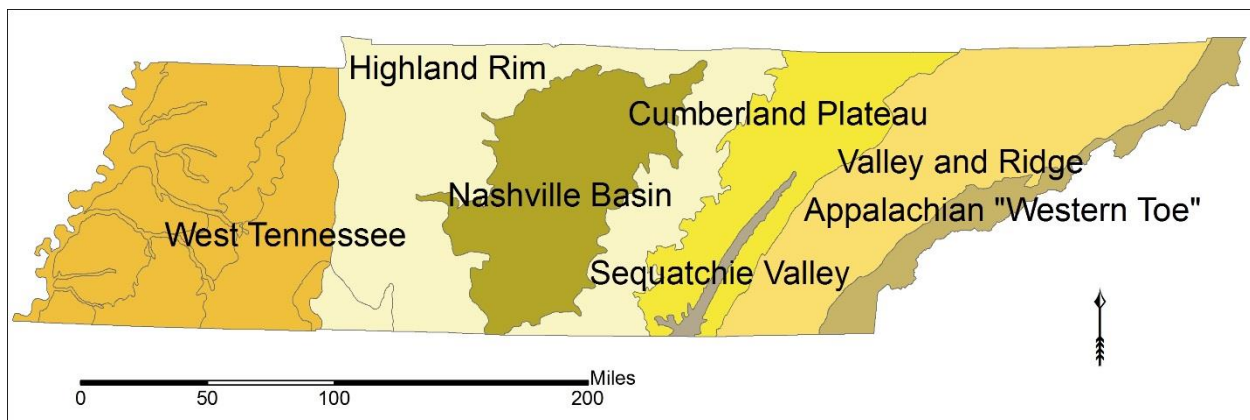 Highland Rim
Cumberland Plateau
Valley and Ridge
Nashville Basin
Appalachian "Western Toe"
West Tennessee
Sequatchie Valley
Miles
0 50 100 200